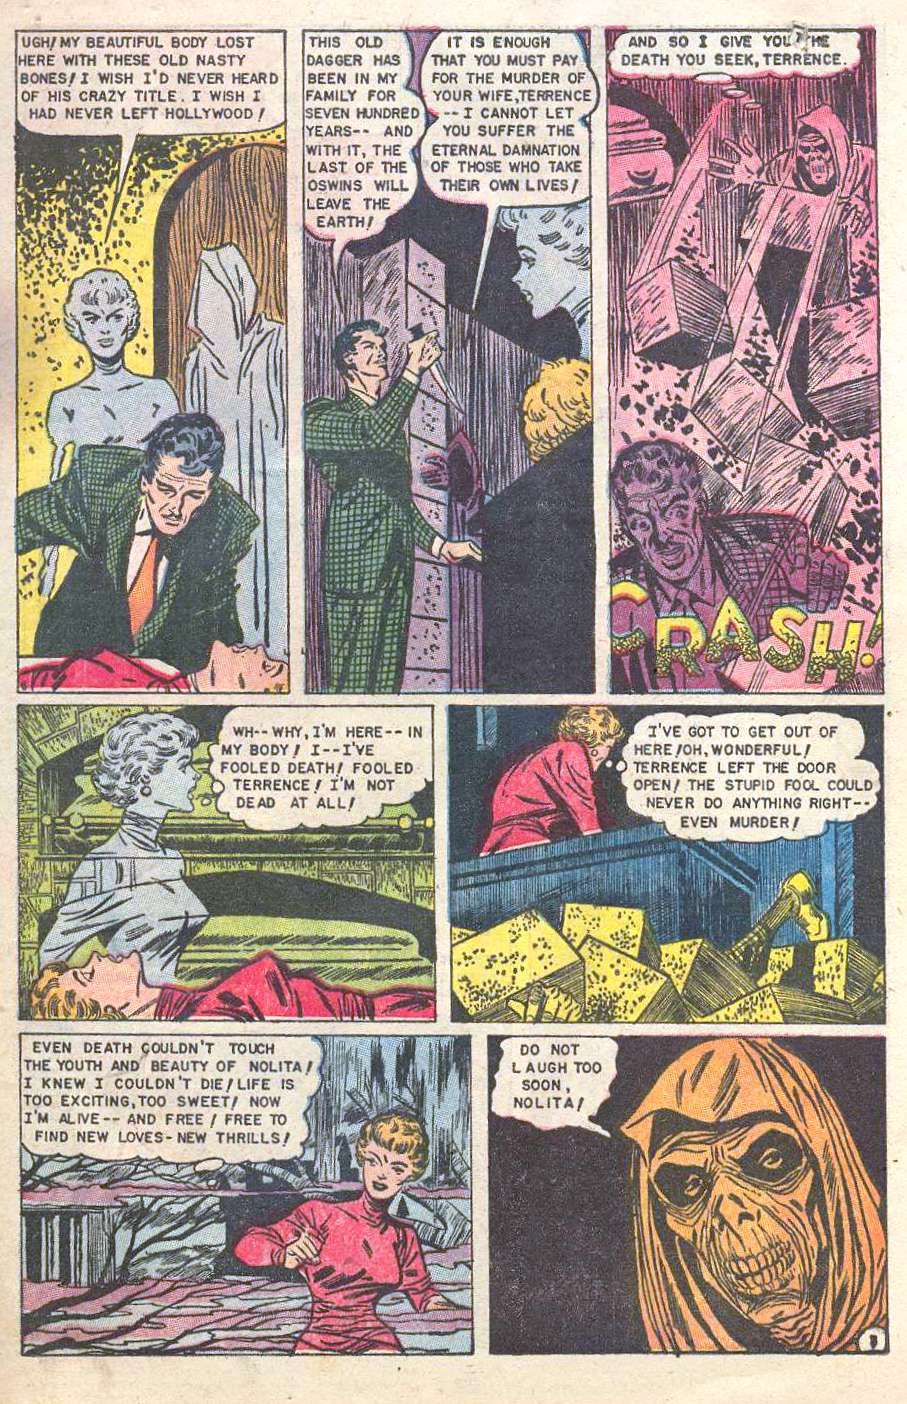 UGH! MY BEAUTIFUL BODY LOST
HERE WITH THESE OLD NASTY
BONES! I WISH I'D NEVER HEARD
OF HIS CRAZY TITLE. I WISH I
HAD NEVER LEFT HOLLYWOOD!
THIS OLD
DAGGER HAS
BEEN IN MY
FAMILY FOR
SEVEN HUNDRED
YEARS-- AND
WITH IT, THE
LAST OF THE
OSWINS WILL
LEAVE THE
EARTH!
IT IS ENOUGH
THAT YOU MUST PAY
FOR THE MURDER OF
YOUR WIFE, TERRENCE
-- I CANNOT LET
YOU SUFFER THE
ETERNAL DAMNATION
OF THOSE WHO TAKE
THEIR OWN LIVES!
AND SO I GIVE YOU THE
DEATH YOU SEEK, TERRENCE.
CRASH!
WH-- WHY, I'M HERE-- IN
MY BODY! I--I'VE
FOOLED DEATH! FOOLED
TERRENCE! I'M NOT
DEAD AT ALL!
I'VE GOT TO GET OUT OF
HERE! OH, WONDERFUL!
TERRENCE LEFT THE DOOR
OPEN! THE STUPID FOOL COULD
NEVER DO ANYTHING RIGHT--
EVEN MURDER!
EVEN DEATH COULDN'T TOUCH
THE YOUTH AND BEAUTY OF NOLITA!
I KNEW I COULDN'T DIE! LIFE IS
TOO EXCITING, TOO SWEET! NOW
I'M ALIVE-- AND FREE! FREE TO
FIND NEW LOVES- NEW THRILLS!
DO NOT
LAUGH TOO
SOON,
NOLITA!